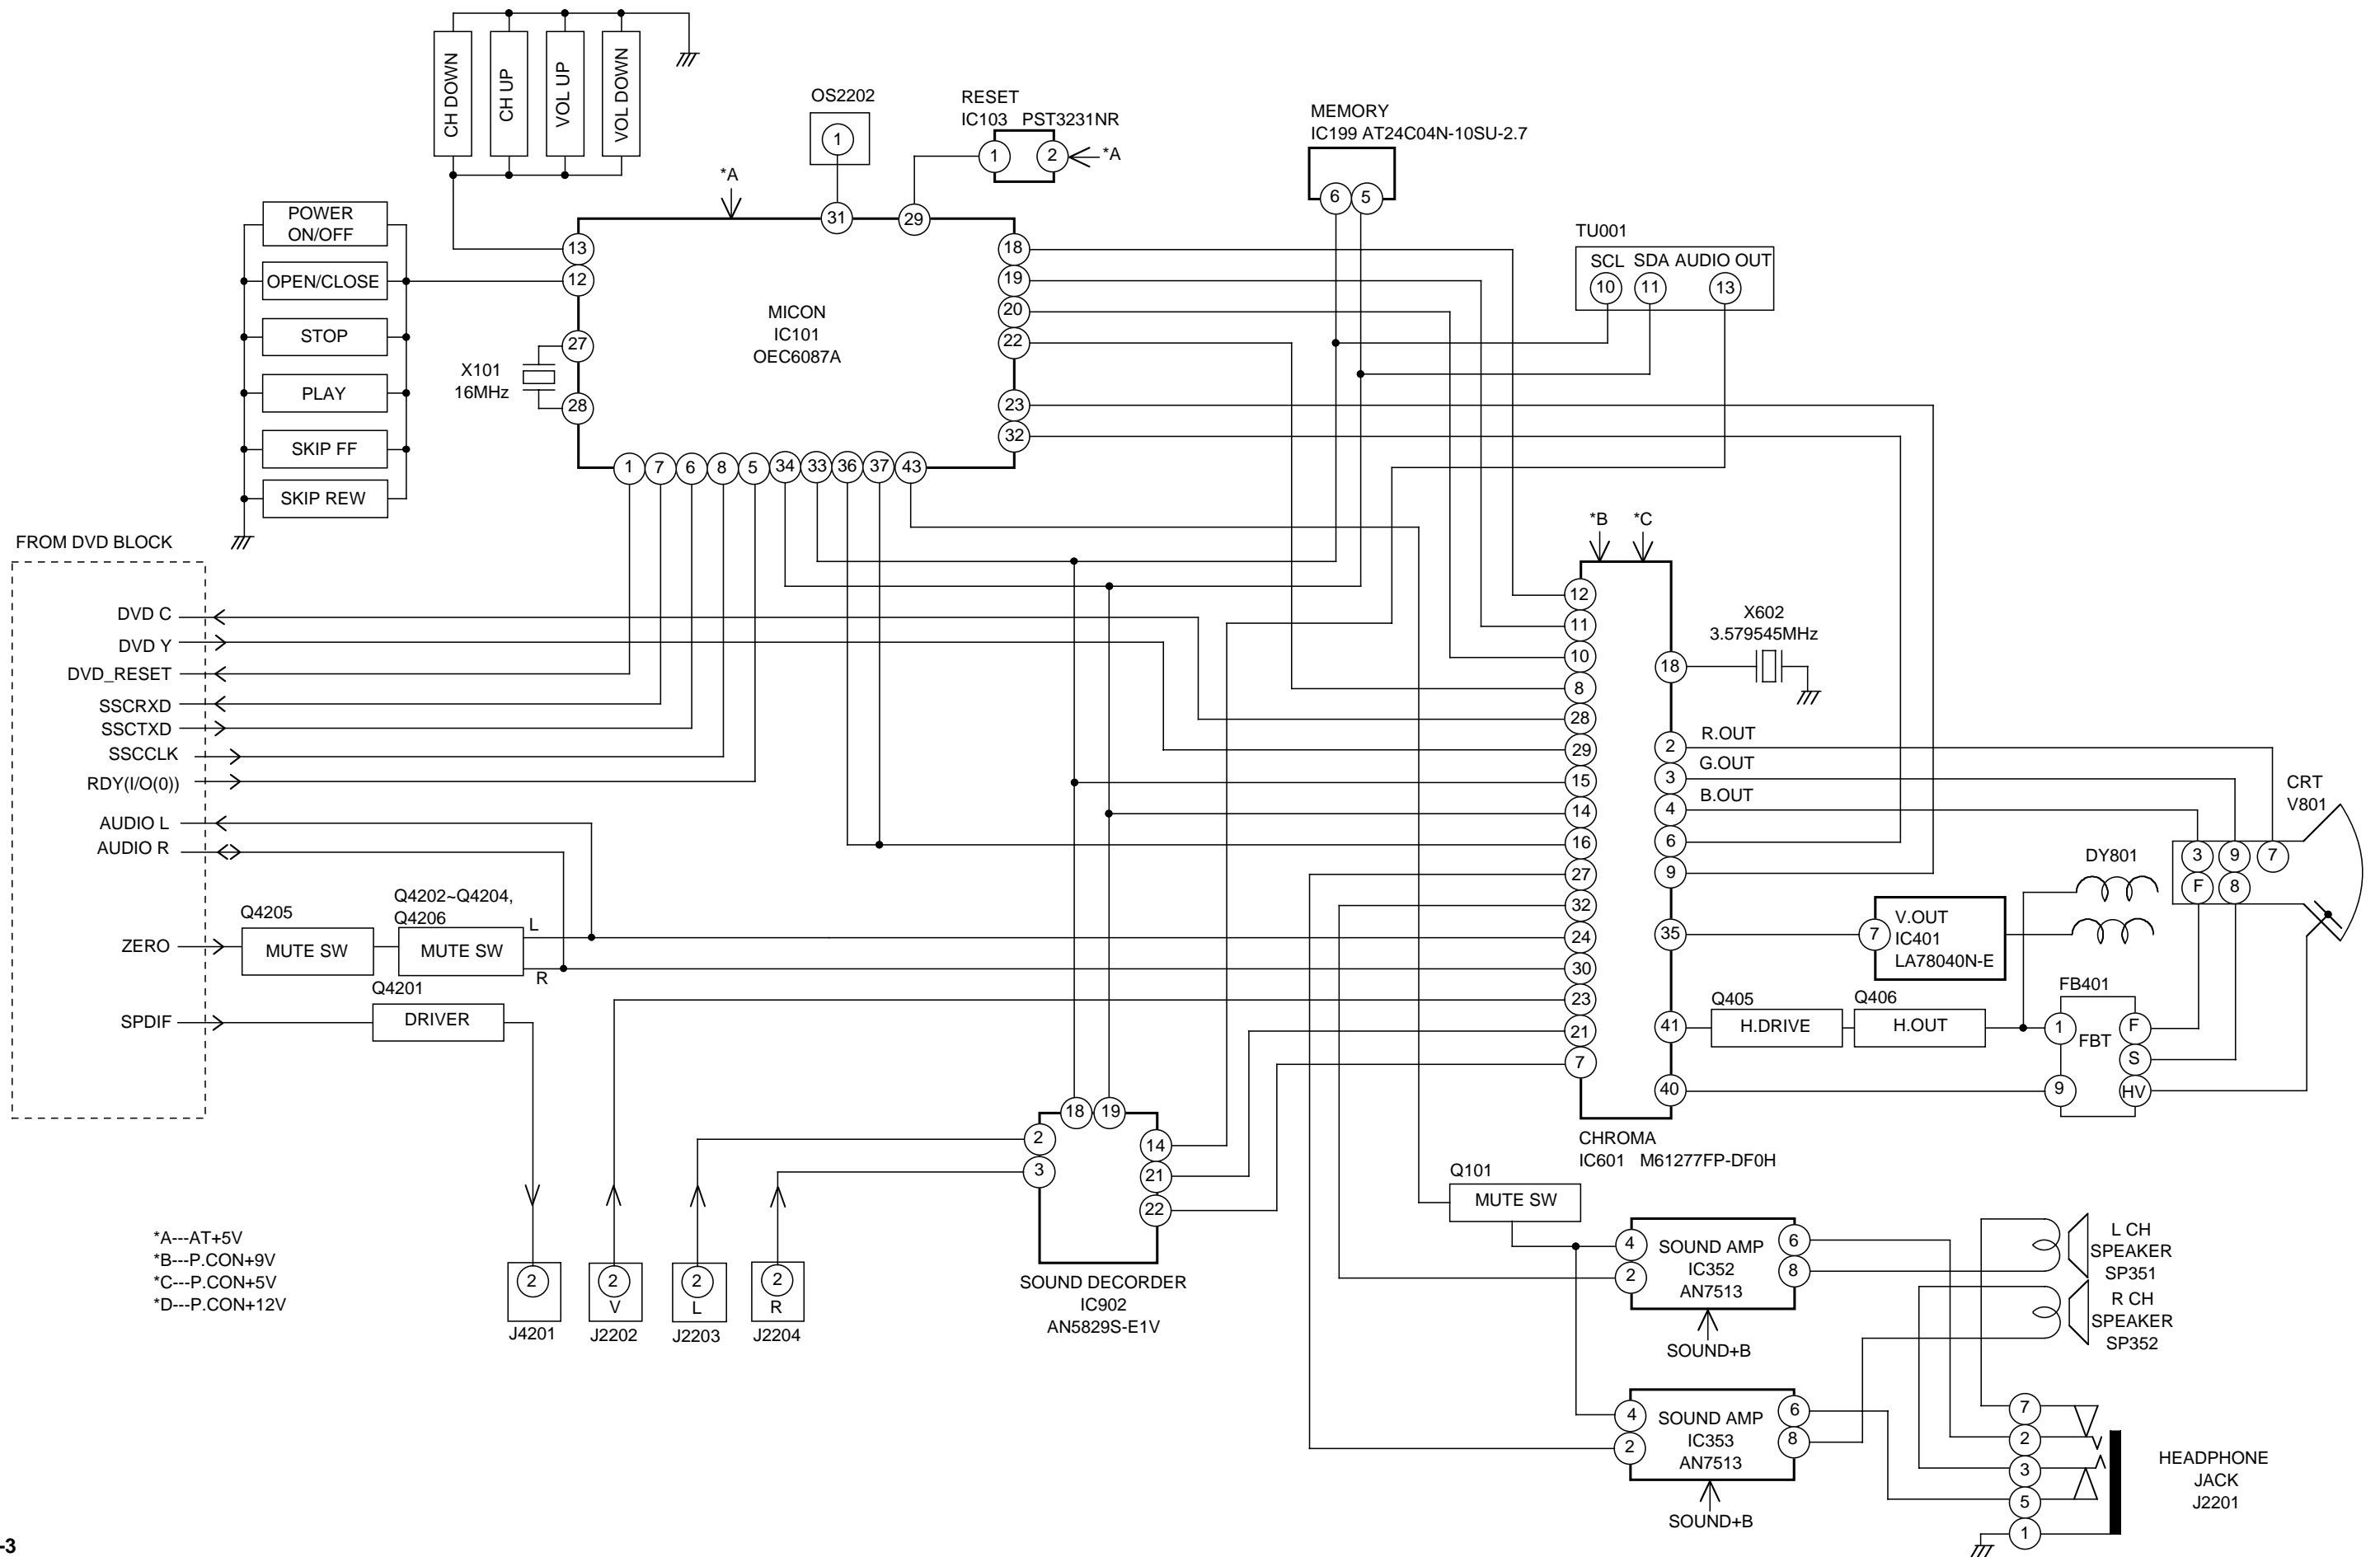 CH DOWN
CH UP
VOL UP
VOL DOWN
OS2202
1
RESET
IC103 PST3231NR
1 2 *A
MEMORY
IC199 AT24C04N-10SU-2.7
6 5
*A
POWER
ON/OFF
OPEN/CLOSE
STOP
PLAY
SKIP FF
SKIP REW
31 29
13
12
27
28
X101
16MHz
MICON
IC101
OEC6087A
18
19
20
22
23
32
1 7 6 8 5 34 33 36 37 43
TU001
SCL SDA AUDIO OUT
10 11 13
FROM DVD BLOCK
DVD C
DVD Y
DVD_RESET
SSCRXD
SSCTXD
SSCCLK
RDY(I/O(0))
AUDIO L
AUDIO R
ZERO
SPDIF
Q4205
MUTE SW
Q4202~Q4204,
Q4206
MUTE SW
L
R
Q4201
DRIVER
*B *C
12
11
10
8
28
29
15
14
16
27
32
24
30
23
21
7
18
2
3
4
6
9
35
41
40
X602
3.579545MHz
R.OUT
G.OUT
B.OUT
CHROMA
IC601 M61277FP-DF0H
CRT
V801
3 9 7
F 8
DY801
7
V.OUT
IC401
LA78040N-E
Q405
H.DRIVE
Q406
H.OUT
FB401
1
FBT
F
S
9
HV
18 19
2
3
14
21
22
SOUND DECORDER
IC902
AN5829S-E1V
*A---AT+5V
*B---P.CON+9V
*C---P.CON+5V
*D---P.CON+12V
2
J4201
2
V
J2202
2
L
J2203
2
R
J2204
Q101
MUTE SW
4
2
SOUND AMP
IC352
AN7513
6
8
SOUND+B
4
2
SOUND AMP
IC353
AN7513
6
8
SOUND+B
L CH
SPEAKER
SP351
R CH
SPEAKER
SP352
7
2
3
5
1
HEADPHONE
JACK
J2201
-3